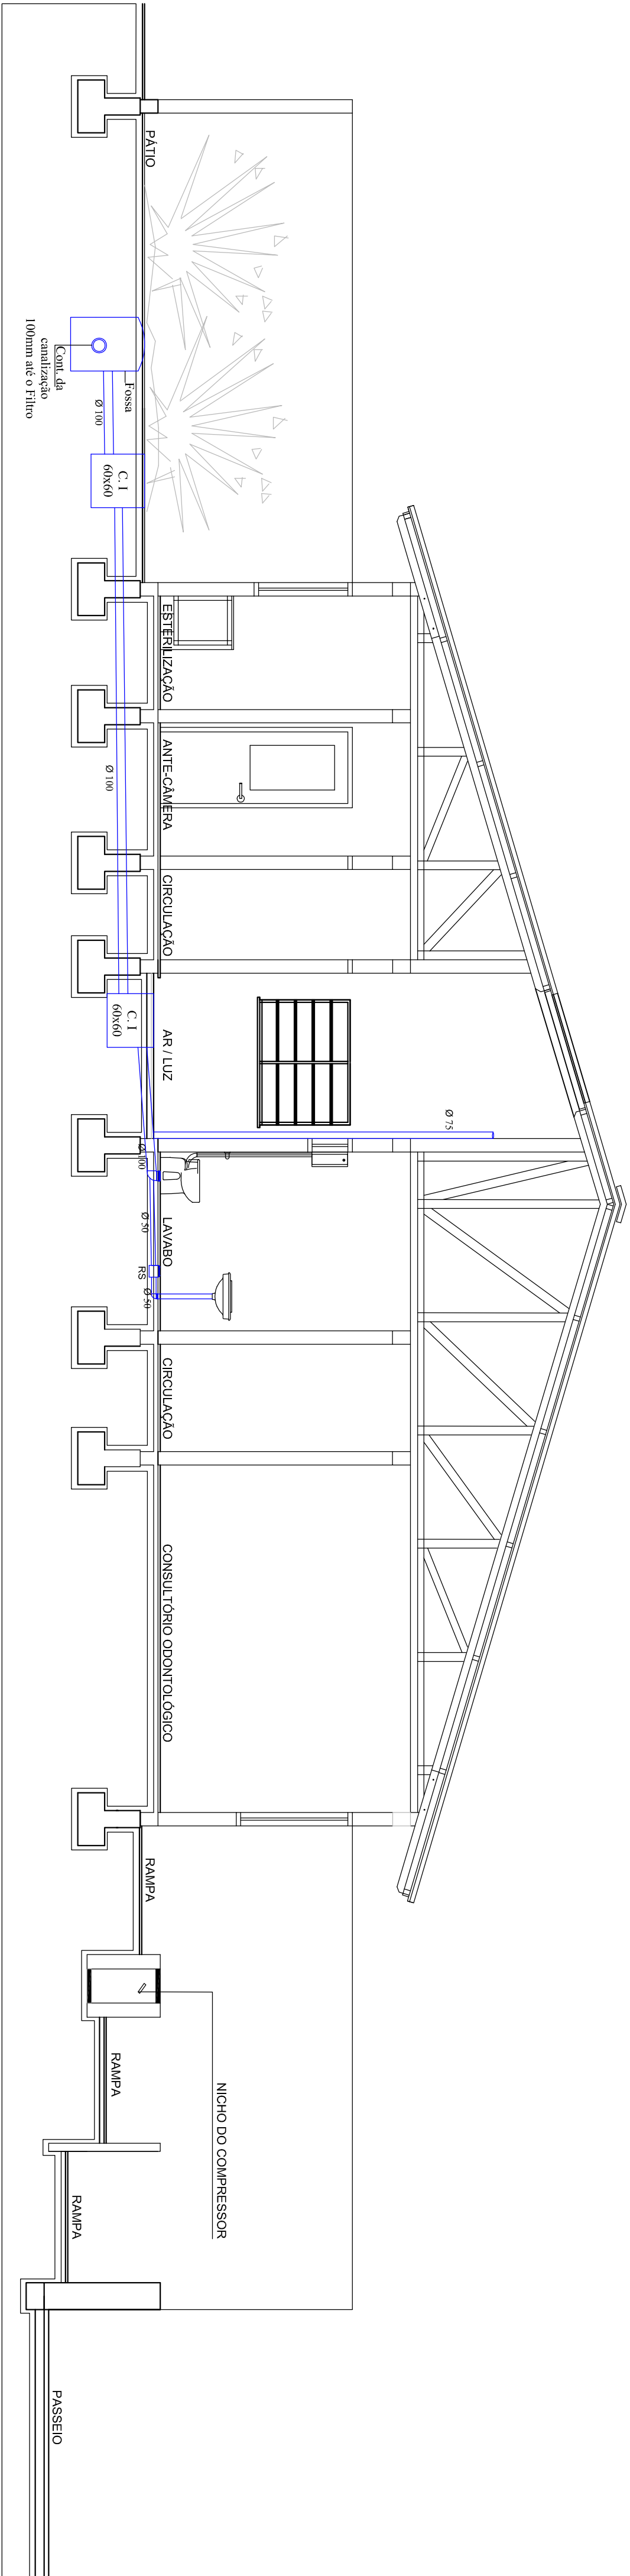 PÁTIO
Fossa
Cont. da
canalização
100mm até o Filtro
Ø 100
C. I
60x60
ESTERILIZAÇÃO
ANTE-CÂMERA
Ø 100
CIRCULAÇÃO
C. I
60x60
AR / LUZ
Ø 75
Ø 100
LAVABO
Ø 50
RS
Ø 50
CIRCULAÇÃO
CONSULTÓRIO ODONTOLÓGICO
RAMPA
NICHO DO COMPRESSOR
RAMPA
RAMPA
PASSEIO